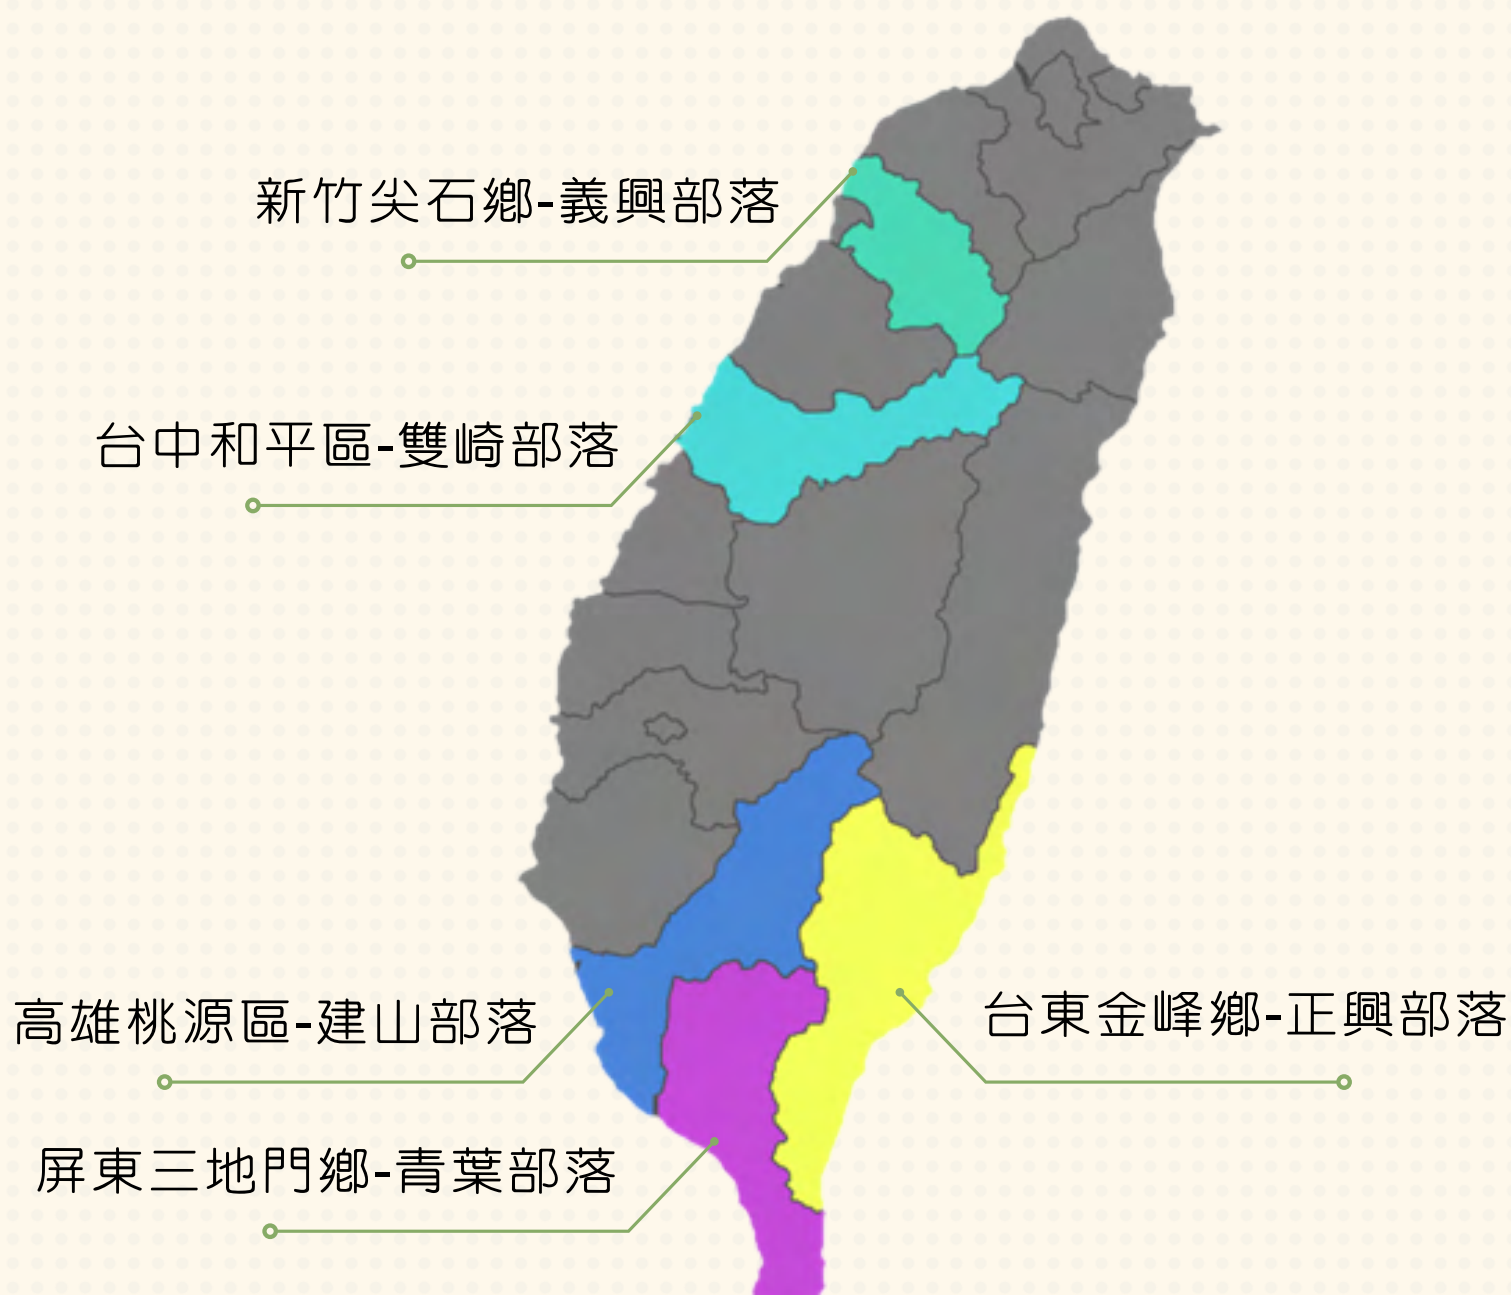 新竹尖石鄉-義興部落
台中和平區-雙崎部落
高雄桃源區-建山部落
台東金峰鄉-正興部落
屏東三地門鄉-青葉部落